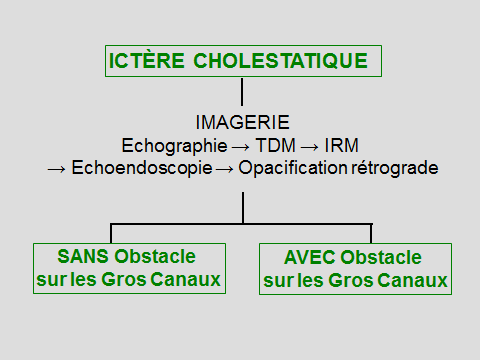 ICTÈRE CHOLESTATIQUE
IMAGERIE
Echographie → TDM → IRM
→ Echoendoscopie → Opacification rétrograde
SANS Obstacle
sur les Gros Canaux
AVEC Obstacle
sur les Gros Canaux